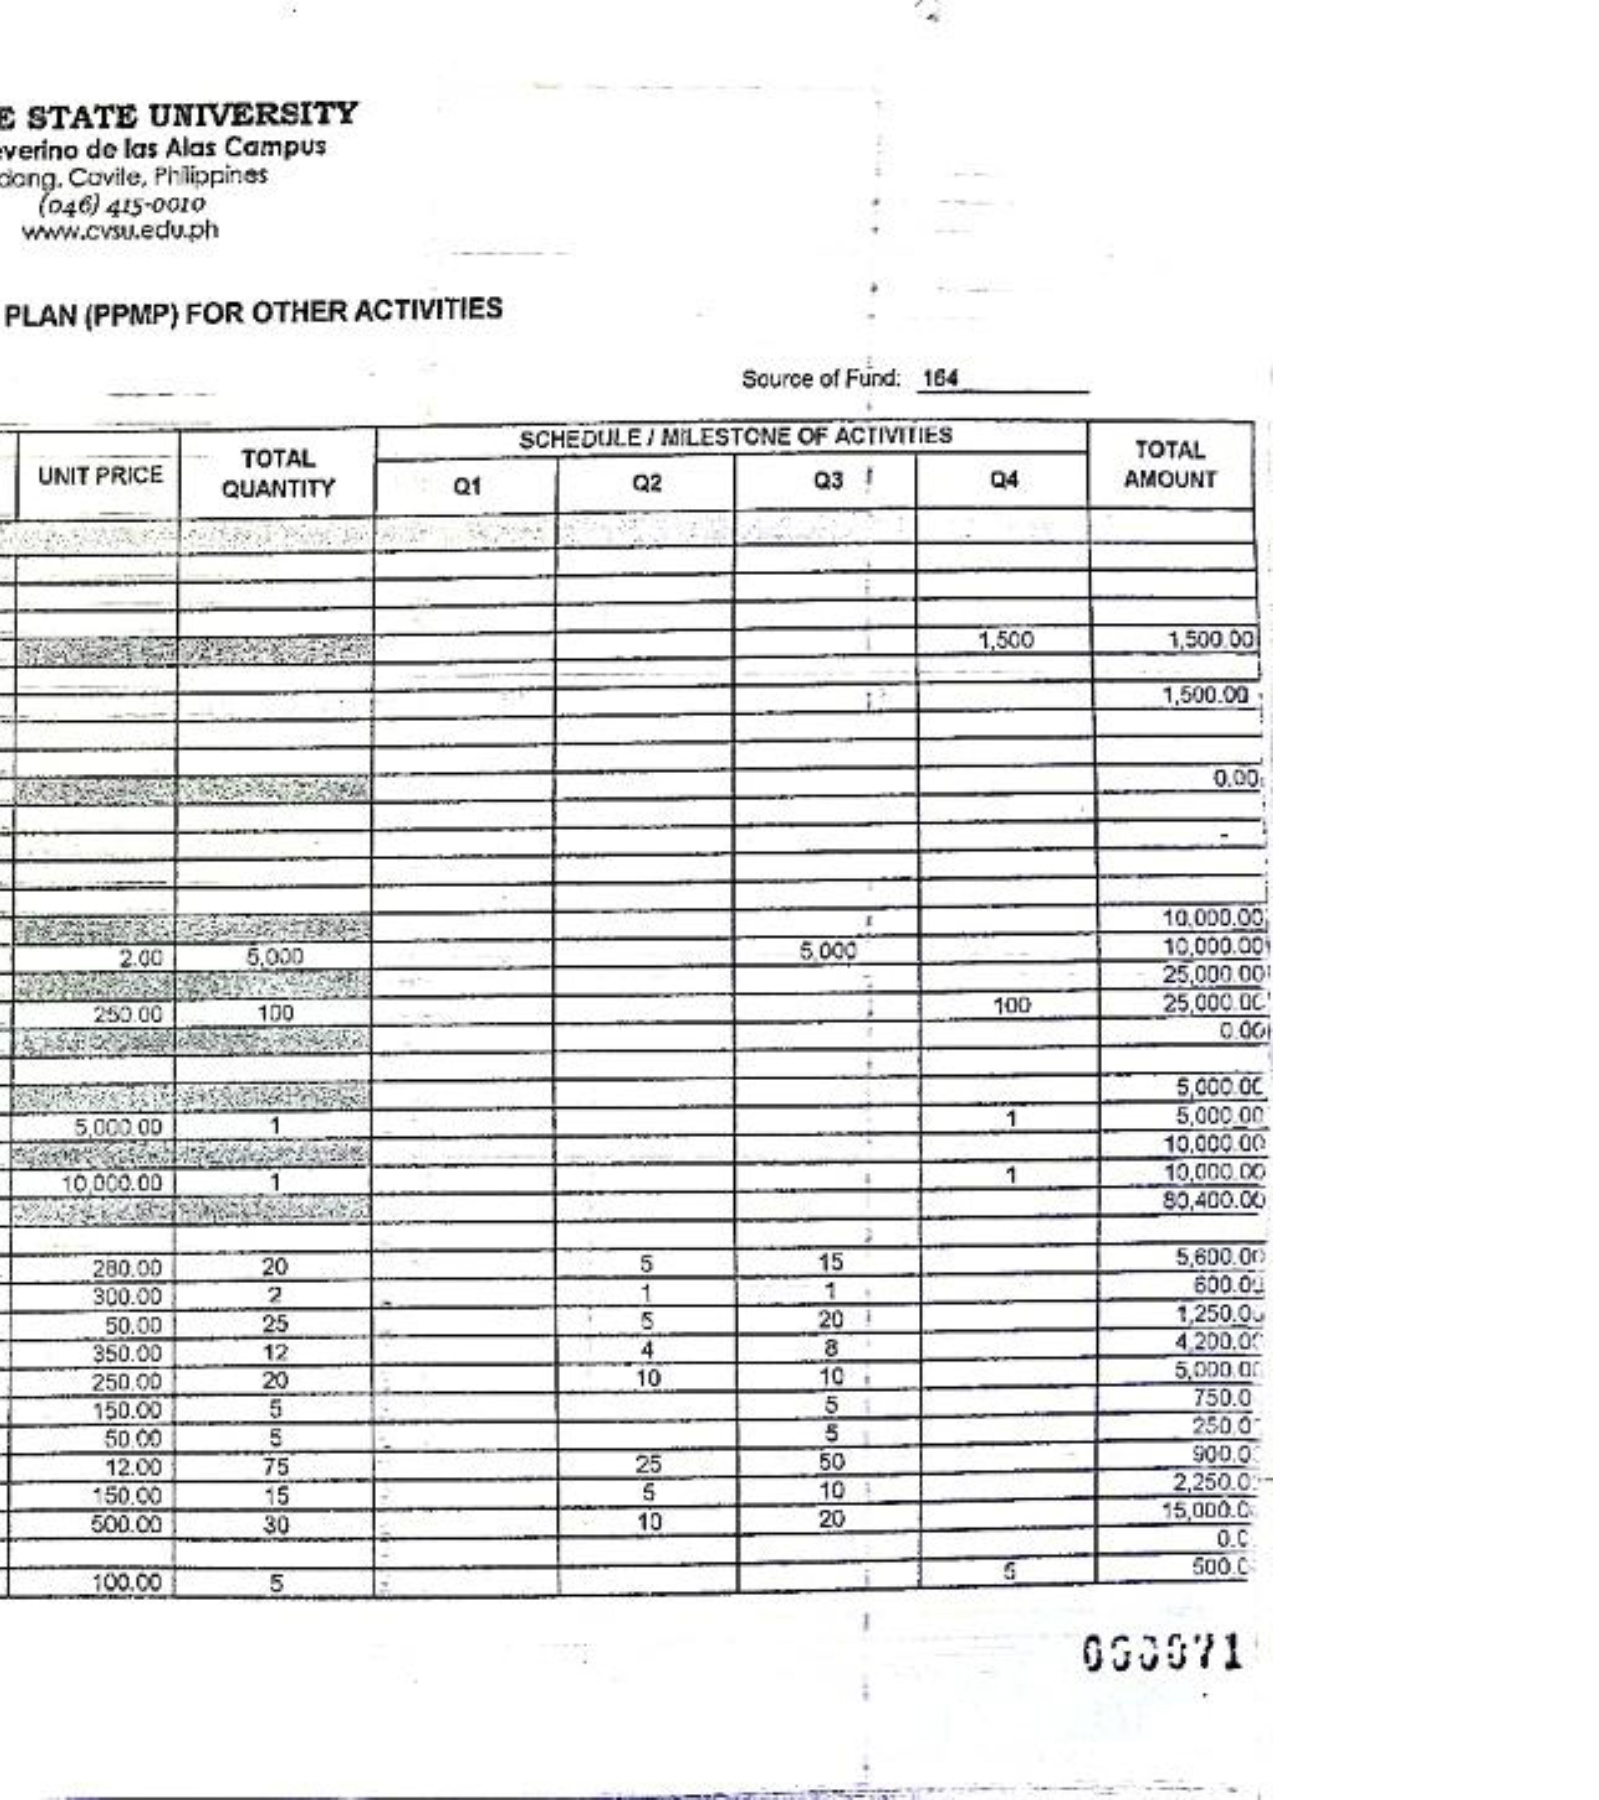 E STATE UNIVERSITY
everino de las Alas Campus
dang, Cavite, Philippines
(046) 415-0010
www.cvsu.edu.ph
PLAN (PPMP) FOR OTHER ACTIVITIES
Source of Fund: 164
UNIT PRICE TOTAL QUANTITY SCHEDULE / MILESTONE OF ACTIVITIES TOTAL AMOUNT
Q1 Q2 Q3 Q4
1,500 1,500.00
1,500.00
0.00
-
10,000.00
2.00 5,000 5,000 10,000.00
25,000.00
250.00 100 100 25,000.00
0.00
5,000.00
5,000.00 1 1 5,000.00
10,000.00
10,000.00 1 1 10,000.00
80,400.00
280.00 20 5 15 5,600.00
300.00 2 1 1 600.00
50.00 25 5 20 1,250.00
350.00 12 4 8 4,200.00
250.00 20 10 10 5,000.00
150.00 5 5 750.0
50.00 5 5 250.0
12.00 75 25 50 900.0
150.00 15 5 10 2,250.0
500.00 30 10 20 15,000.0
0.0
100.00 5 5 500.0